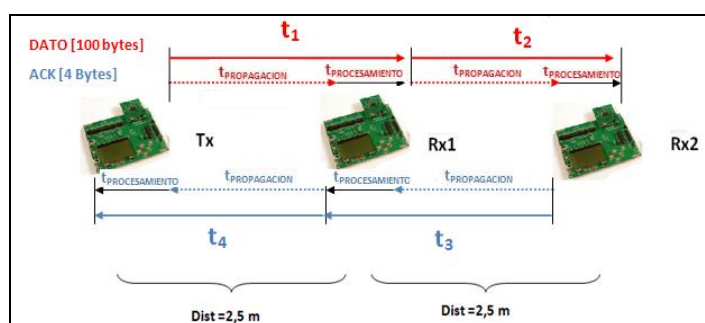 t1
t2
DATO [100 bytes]
tPROPAGACION
tPROCESAMIENTO
tPROPAGACION
tPROCESAMIENTO
ACK [4 Bytes]
Tx
Rx1
Rx2
tPROCESAMIENTO
tPROPAGACION
tPROCESAMIENTO
tPROPAGACION
t4
t3
Dist =2,5 m
Dist =2,5 m